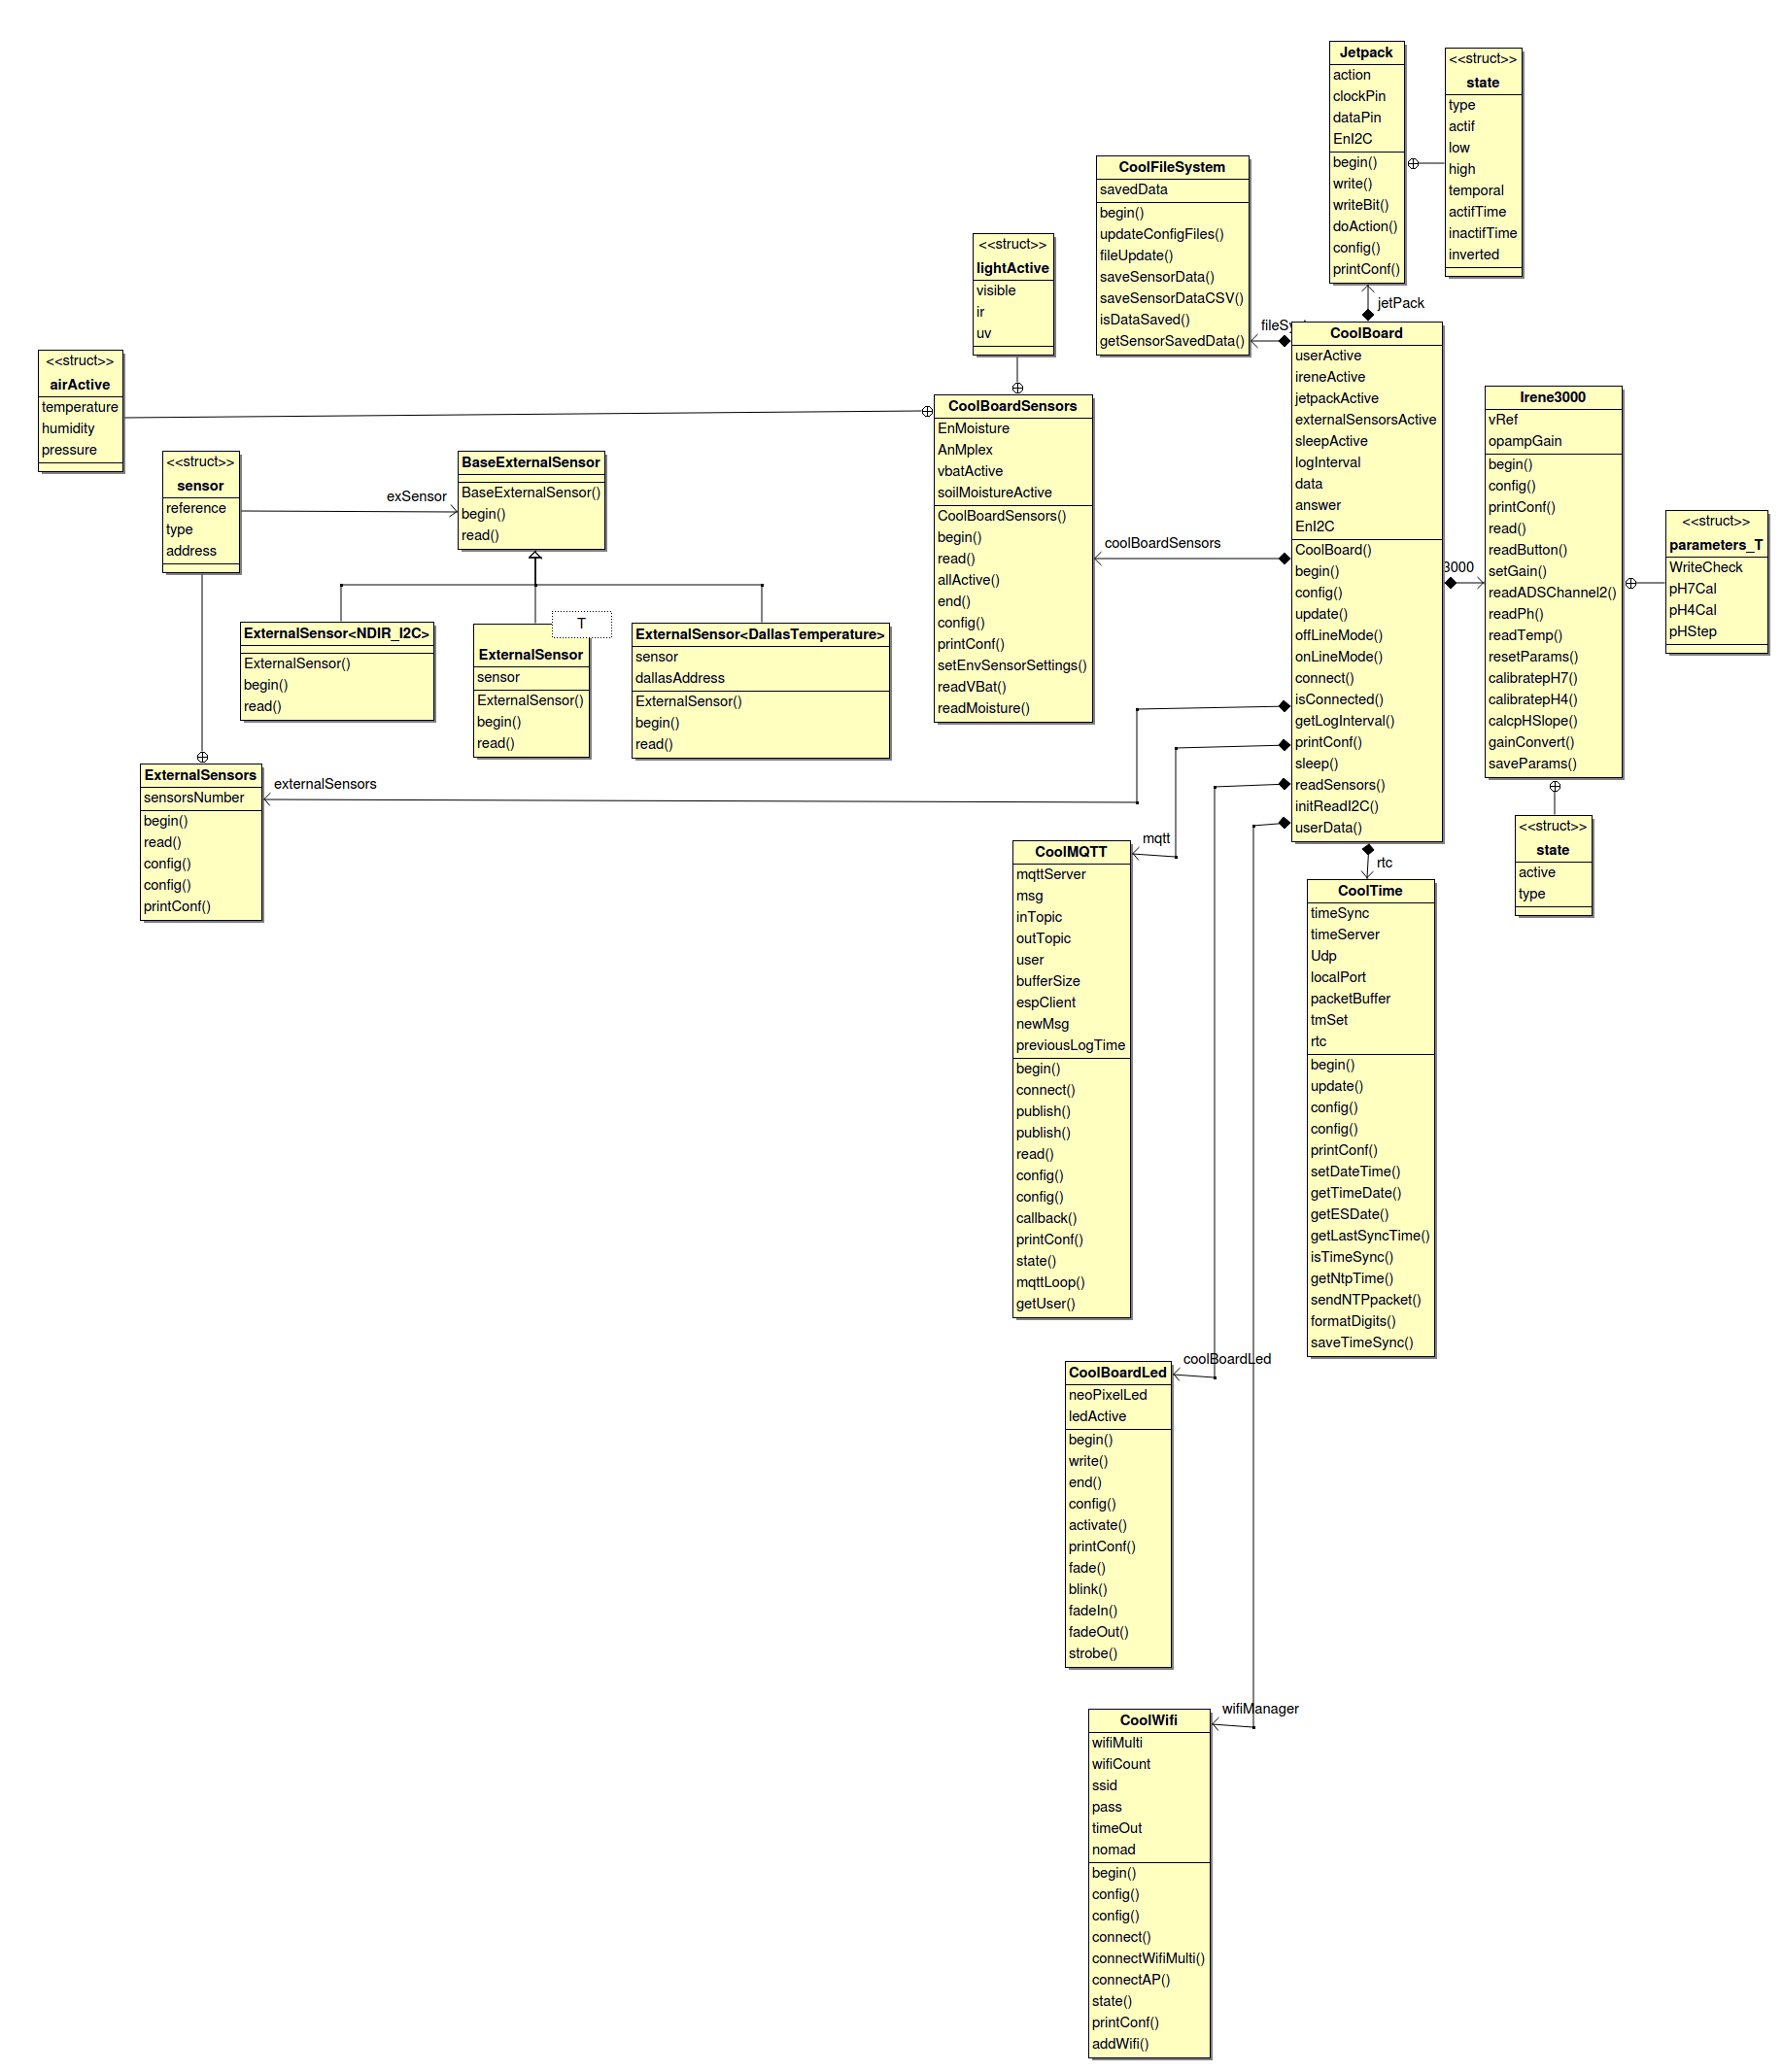 Jetpack
action
clockPin
dataPin
EnI2C
begin()
write()
writeBit()
doAction()
config()
printConf()
<<struct>>
state
type
actif
low
high
temporal
actifTime
inactifTime
inverted
jetPack
CoolFileSystem
savedData
begin()
updateConfigFiles()
fileUpdate()
saveSensorData()
saveSensorDataCSV()
isDataSaved()
getSensorSavedData()
<<struct>>
lightActive
visible
ir
uv
<<struct>>
airActive
temperature
humidity
pressure
CoolBoardSensors
EnMoisture
AnMplex
vbatActive
soilMoistureActive
CoolBoardSensors()
begin()
read()
allActive()
end()
config()
printConf()
setEnvSensorSettings()
readVBat()
readMoisture()
coolBoardSensors
CoolBoard
userActive
ireneActive
jetpackActive
externalSensorsActive
sleepActive
logInterval
data
answer
EnI2C
CoolBoard()
begin()
config()
update()
offLineMode()
onLineMode()
connect()
isConnected()
getLogInterval()
printConf()
sleep()
readSensors()
initReadI2C()
userData()
3000
Irene3000
vRef
opampGain
begin()
config()
printConf()
read()
readButton()
setGain()
readADSChannel2()
readPh()
readTemp()
resetParams()
calibratepH7()
calibratepH4()
calcpHSlope()
gainConvert()
saveParams()
<<struct>>
parameters_T
WriteCheck
pH7Cal
pH4Cal
pHStep
<<struct>>
state
active
type
<<struct>>
sensor
reference
type
address
exSensor
BaseExternalSensor
BaseExternalSensor()
begin()
read()
ExternalSensor<NDIR_I2C>
ExternalSensor()
begin()
read()
T
ExternalSensor
sensor
ExternalSensor()
begin()
read()
ExternalSensor<DallasTemperature>
sensor
dallasAddress
ExternalSensor()
begin()
read()
ExternalSensors
sensorsNumber
begin()
read()
config()
config()
printConf()
externalSensors
mqtt
CoolMQTT
mqttServer
msg
inTopic
outTopic
user
bufferSize
espClient
newMsg
previousLogTime
begin()
connect()
publish()
publish()
read()
config()
config()
callback()
printConf()
state()
mqttLoop()
getUser()
rtc
CoolTime
timeSync
timeServer
Udp
localPort
packetBuffer
tmSet
rtc
begin()
update()
config()
config()
printConf()
setDateTime()
getTimeDate()
getESDate()
getLastSyncTime()
isTimeSync()
getNtpTime()
sendNTPpacket()
formatDigits()
saveTimeSync()
coolBoardLed
CoolBoardLed
neoPixelLed
ledActive
begin()
write()
end()
config()
activate()
printConf()
fade()
blink()
fadeIn()
fadeOut()
strobe()
wifiManager
CoolWifi
wifiMulti
wifiCount
ssid
pass
timeOut
nomad
begin()
config()
config()
connect()
connectWifiMulti()
connectAP()
state()
printConf()
addWifi()